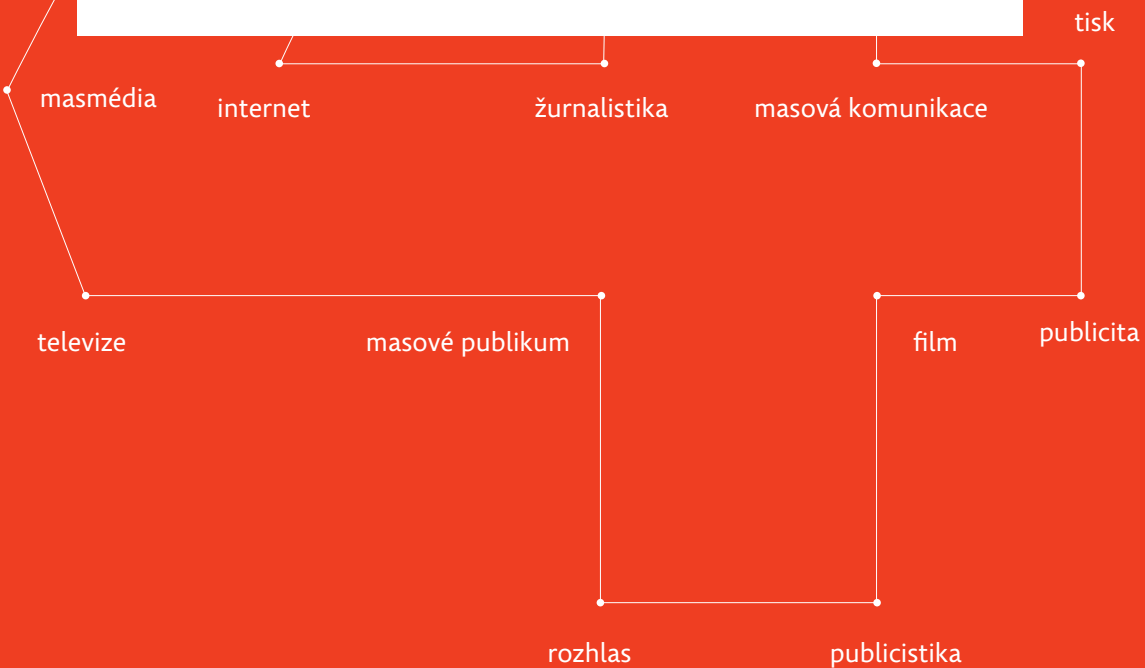 tisk
masmédia
internet
žurnalistika
masová komunikace
televize
masové publikum
film
publicita
rozhlas
publicistika